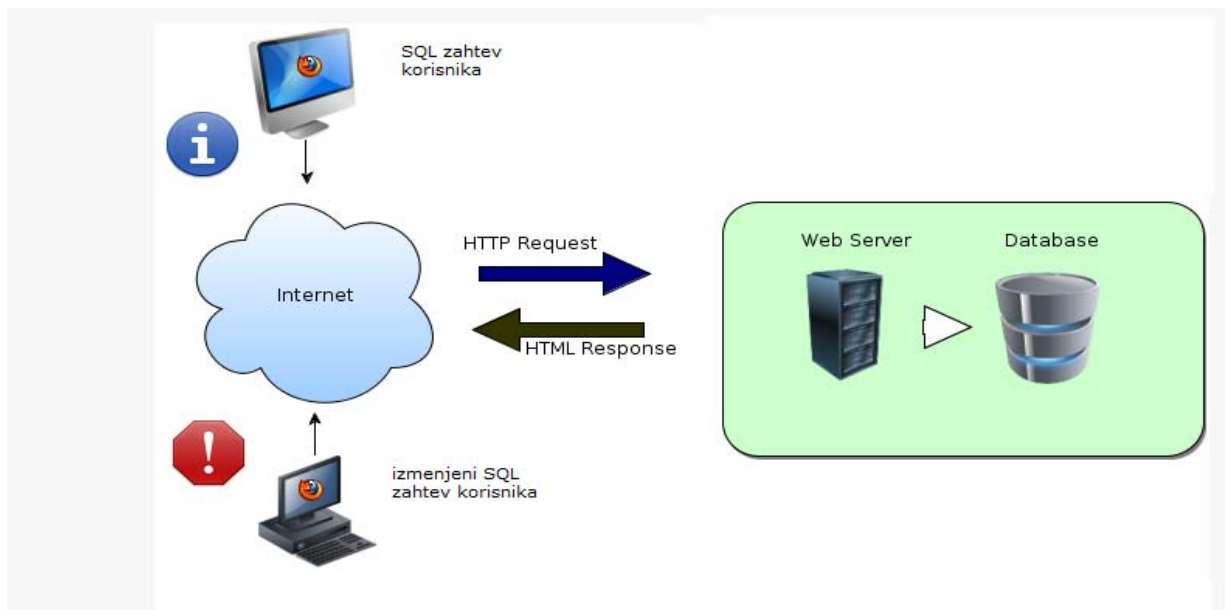 SQL zahtev
korisnika
i
HTTP Request
Web Server
Database
Internet
HTML Response
!
izmenjeni SQL
zahtev korisnika